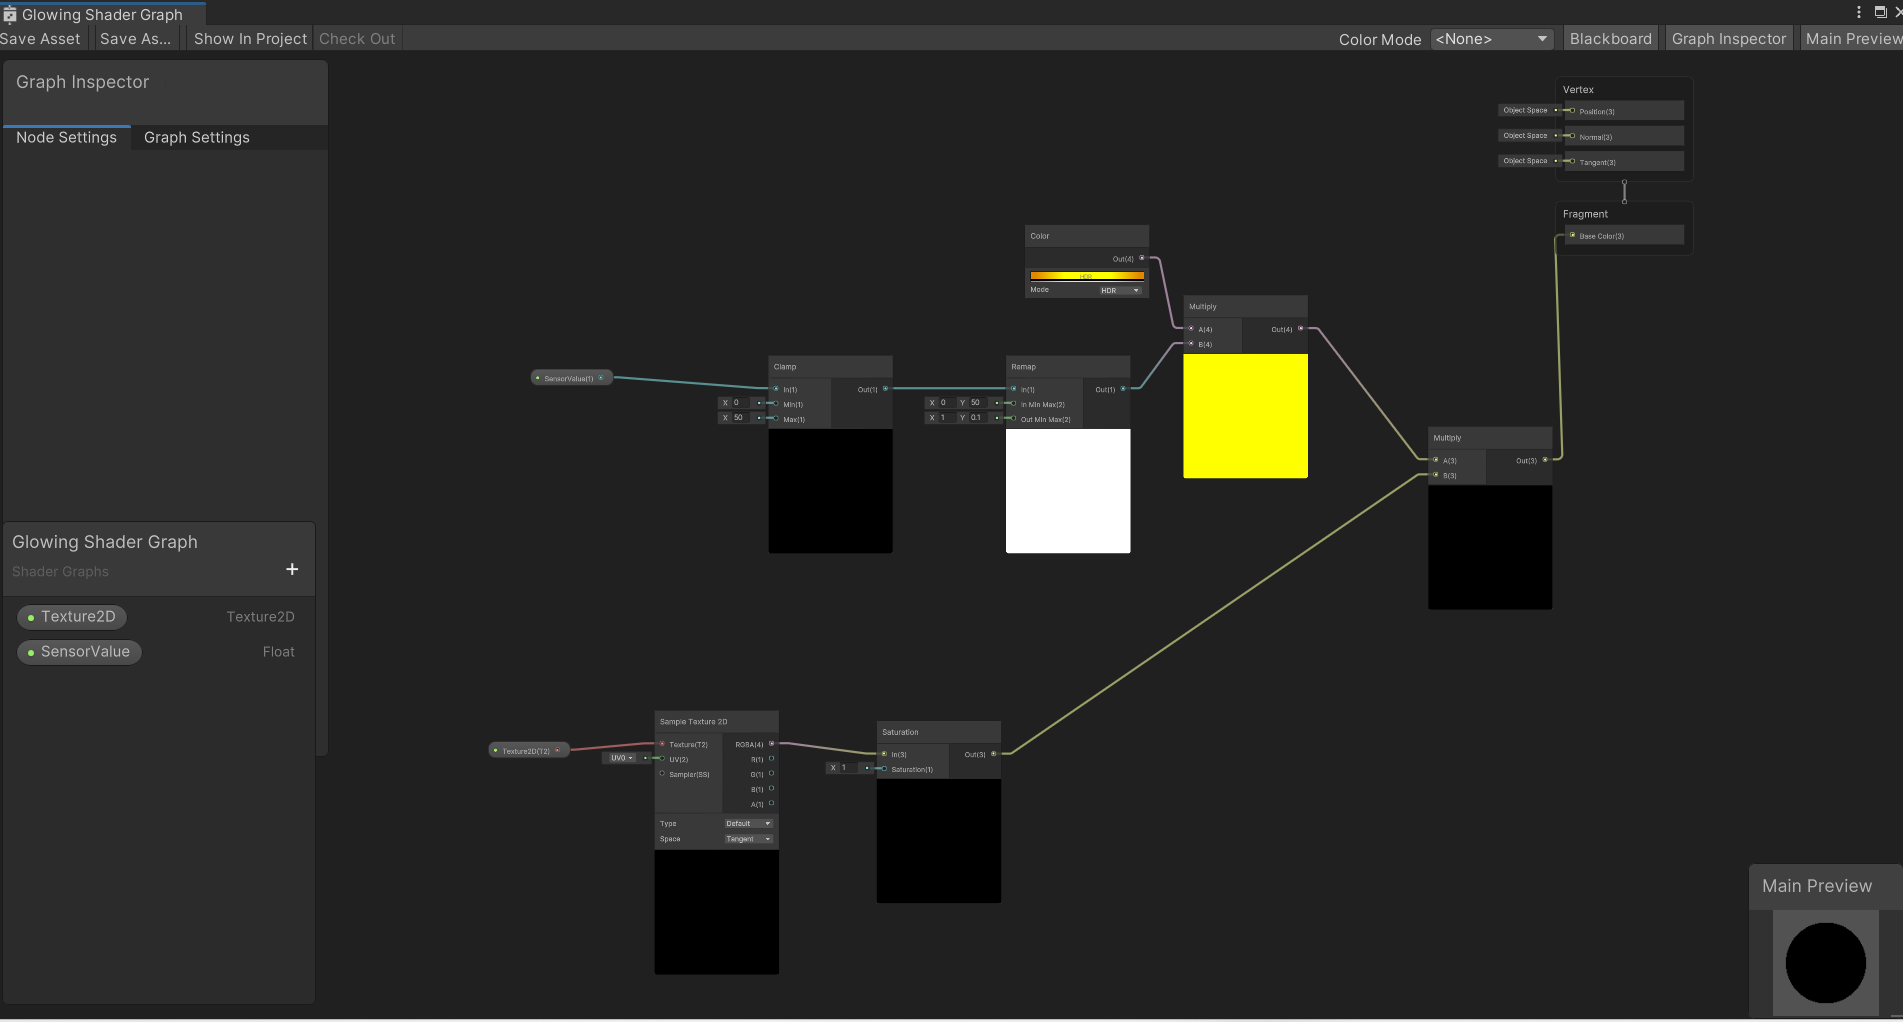 Glowing Shader Graph
Save Asset
Save As...
Show In Project
Check Out
Color Mode
<None>
Blackboard
Graph Inspector
Main Preview
Graph Inspector
Node Settings
Graph Settings
Glowing Shader Graph
Shader Graphs
+
Texture2D
Texture2D
SensorValue
Float
Vertex
Object Space
Position(3)
Object Space
Normal(3)
Object Space
Tangent(3)
Fragment
Base Color(3)
Color
Out(4)
HDR
Mode
HDR
Multiply
A(4)
Out(4)
B(4)
SensorValue(1)
Clamp
In(1)
Out(1)
X 0
Min(1)
X 50
Max(1)
Remap
In(1)
Out(1)
X 0 Y 50
In Min Max(2)
X 1 Y 0.1
Out Min Max(2)
Multiply
A(3)
Out(3)
B(3)
Texture2D(T2)
Sample Texture 2D
Texture(T2)
RGBA(4)
UV0
UV(2)
R(1)
Sampler(SS)
G(1)
B(1)
A(1)
Type
Default
Space
Tangent
Saturation
In(3)
Out(3)
X 1
Saturation(1)
Main Preview